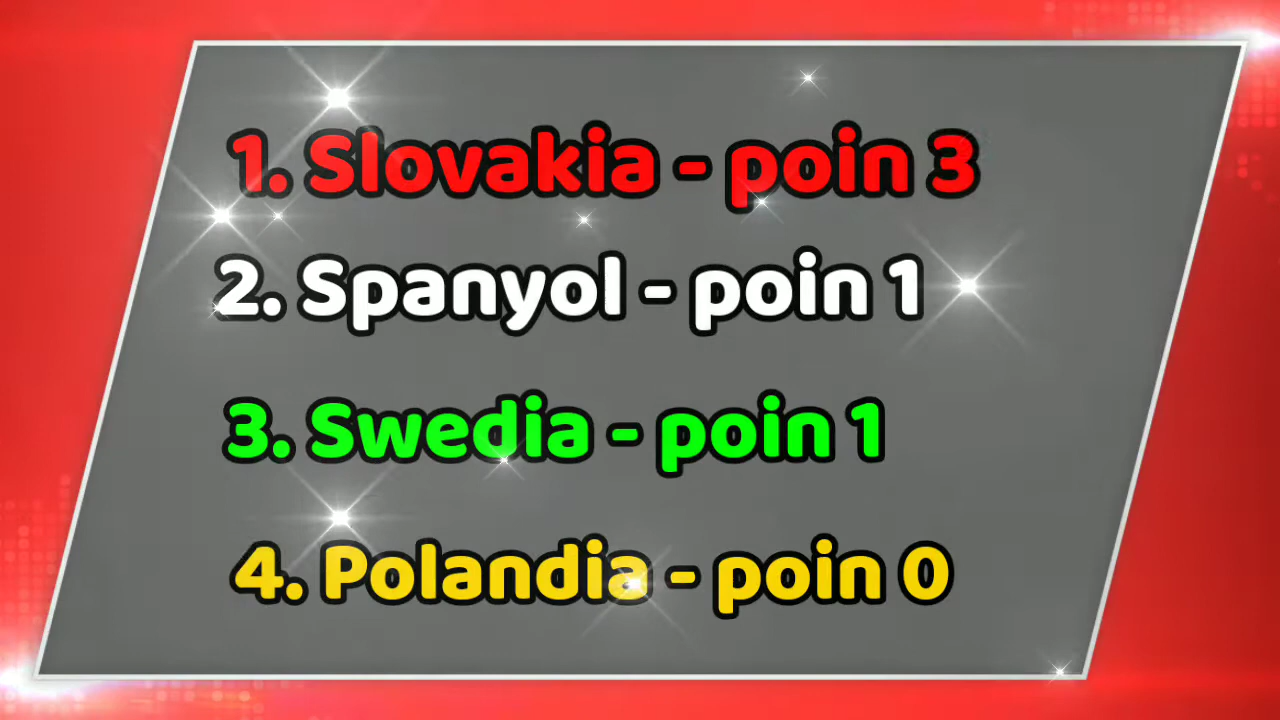 1. Slovakia - poin 3
2. Spanyol - poin 1
3. Swedia - poin 1
4. Polandia - poin 0